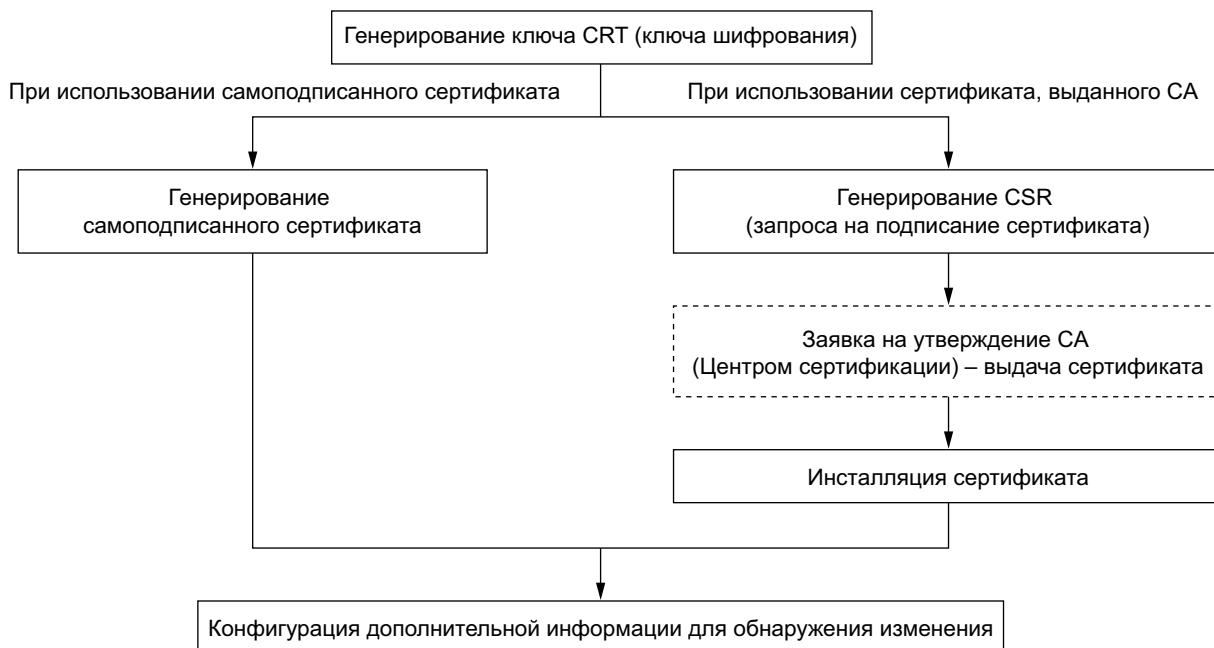 Генерирование ключа CRT (ключа шифрования)
При использовании самоподписанного сертификата
При использовании сертификата, выданного CA
Генерирование
самоподписанного сертификата
Генерирование CSR
(запроса на подписание сертификата)
Заявка на утверждение CA
(Центром сертификации) – выдача сертификата
Инсталляция сертификата
Конфигурация дополнительной информации для обнаружения изменения